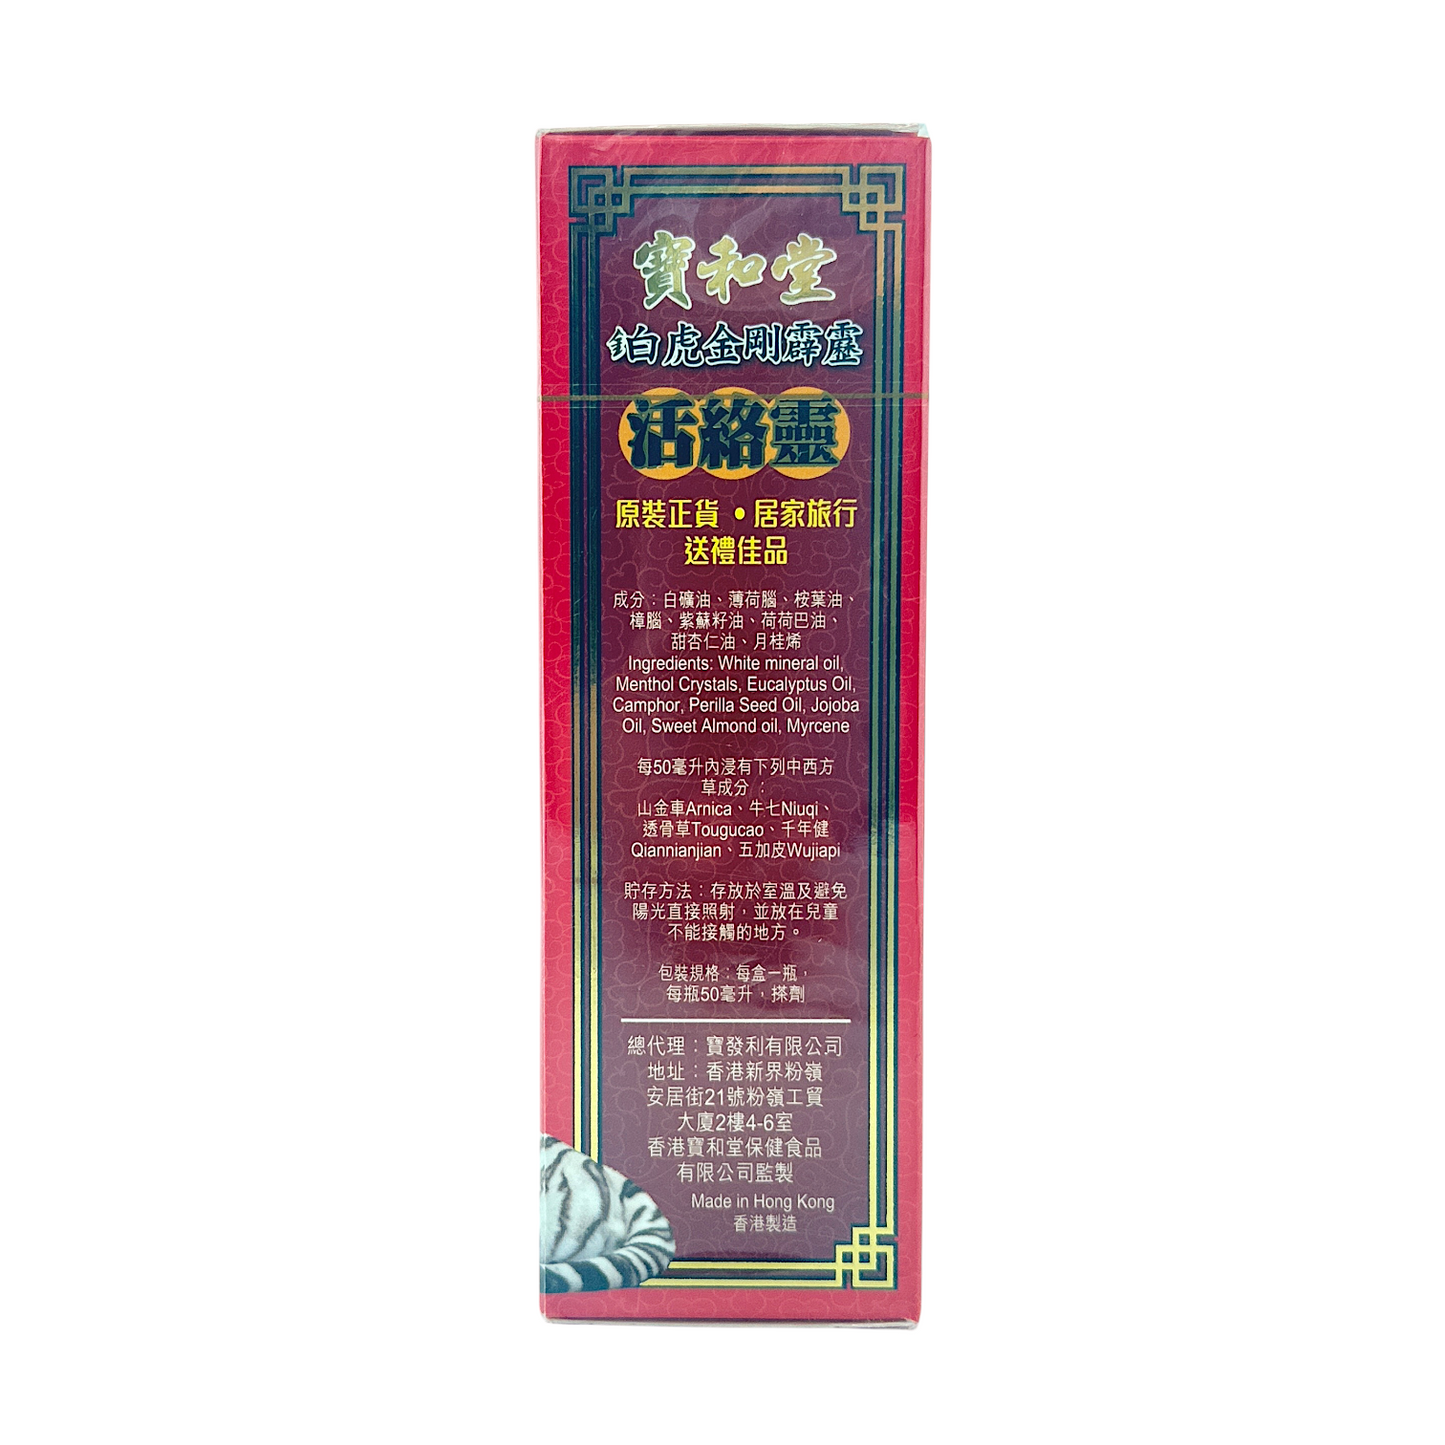 寶和堂
鉑虎金剛霹靂
活絡靈
原裝正貨 • 居家旅行
送禮佳品
成分：白礦油、薄荷腦、桉葉油、
樟腦、紫蘇籽油、荷荷巴油、
甜杏仁油、月桂烯
Ingredients: White mineral oil,
Menthol Crystals, Eucalyptus Oil,
Camphor, Perilla Seed Oil, Jojoba
Oil, Sweet Almond oil, Myrcene
每50毫升內浸有下列中西方
草成分：
山金車Arnica、牛七Niuqi、
透骨草Tougucao、千年健
Qiannianjian、五加皮Wujiapi
貯存方法：存放於室溫及避免
陽光直接照射，並放在兒童
不能接觸的地方。
包裝規格：每盒一瓶，
每瓶50毫升，搽劑
總代理：寶發利有限公司
地址：香港新界粉嶺
安居街21號粉嶺工貿
大廈2樓4-6室
香港寶和堂保健食品
有限公司監製
Made in Hong Kong
香港製造